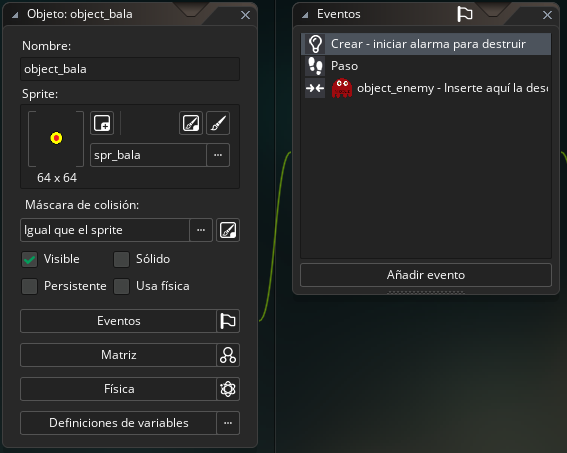 Objeto: object_bala
Nombre:
object_bala
Sprite:
spr_bala
...
64 x 64
Máscara de colisión:
Igual que el sprite
...
Visible
Sólido
Persistente
Usa física
Eventos
Matriz
Física
Definiciones de variables
...
Eventos
Crear - iniciar alarma para destruir
Paso
object_enemy - Inserte aquí la des
Añadir evento